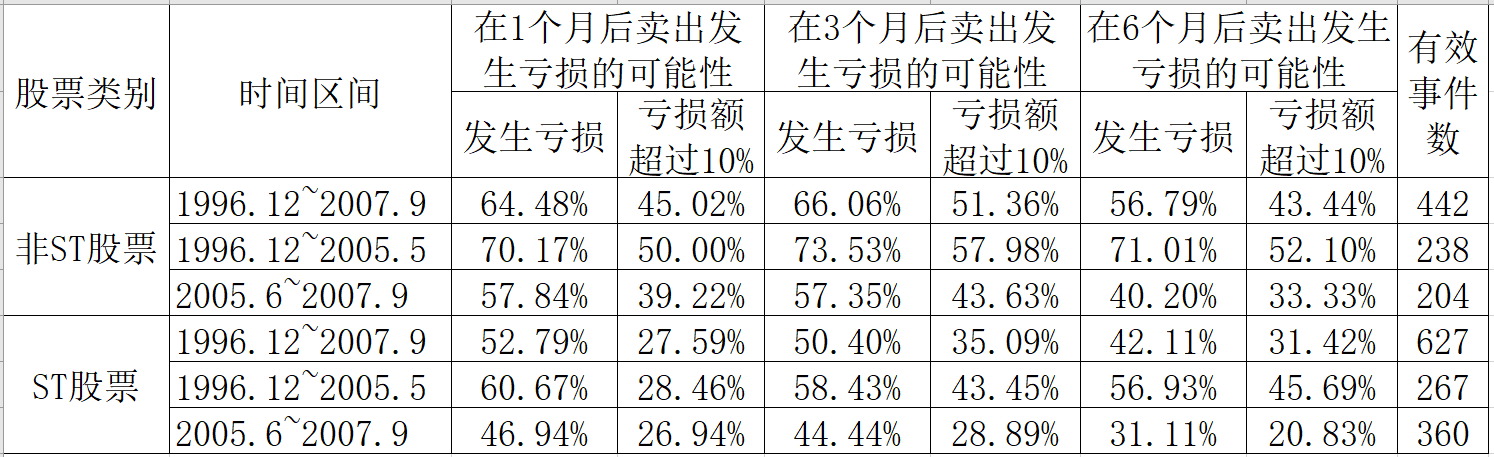 股票类别 时间区间 在1个月后卖出发生亏损的可能性 在3个月后卖出发生亏损的可能性 在6个月后卖出发生亏损的可能性 有效事件数
发生亏损 亏损额超过10% 发生亏损 亏损额超过10% 发生亏损 亏损额超过10%
非ST股票 1996.12~2007.9 64.48% 45.02% 66.06% 51.36% 56.79% 43.44% 442
1996.12~2005.5 70.17% 50.00% 73.53% 57.98% 71.01% 52.10% 238
2005.6~2007.9 57.84% 39.22% 57.35% 43.63% 40.20% 33.33% 204
ST股票 1996.12~2007.9 52.79% 27.59% 50.40% 35.09% 42.11% 31.42% 627
1996.12~2005.5 60.67% 28.46% 58.43% 43.45% 56.93% 45.69% 267
2005.6~2007.9 46.94% 26.94% 44.44% 28.89% 31.11% 20.83% 360